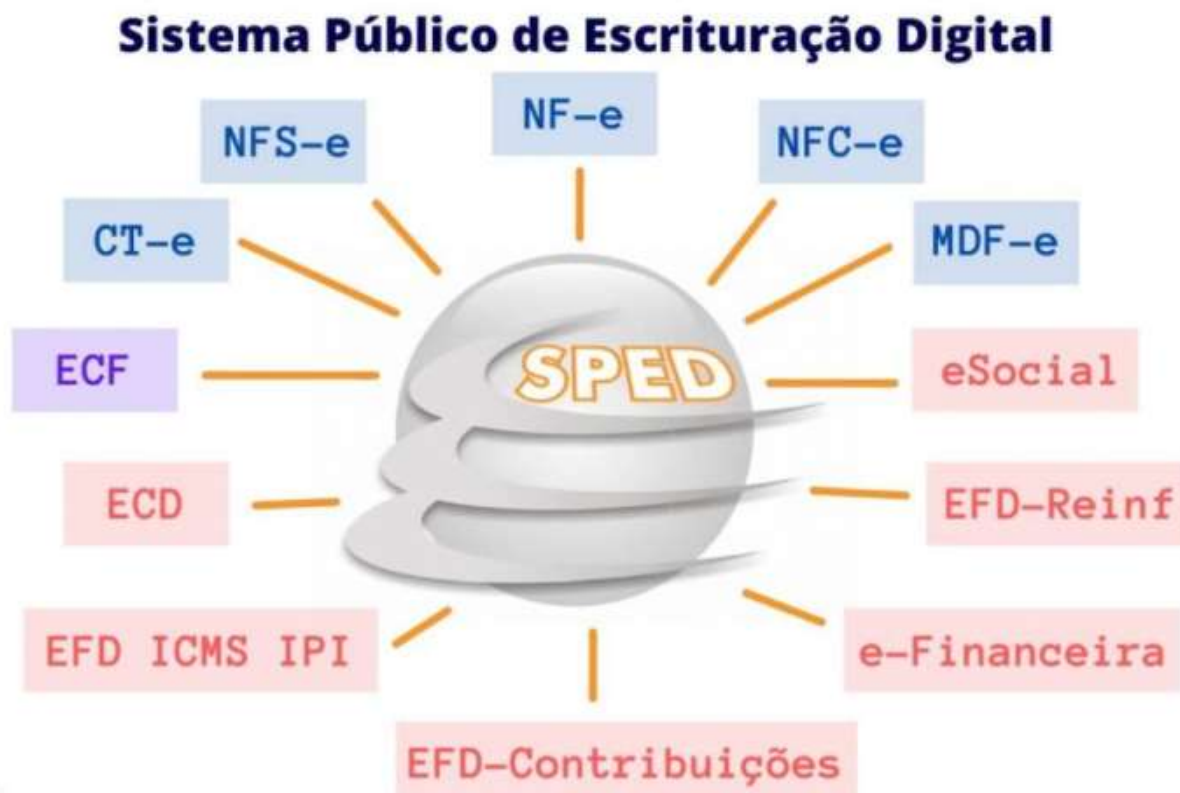 Sistema Público de Escrituração Digital
NF-e
NFS-e
NFC-e
CT-e
MDF-e
SPED
ECF
eSocial
ECD
EFD-Reinf
EFD ICMS IPI
e-Financeira
EFD-Contribuições